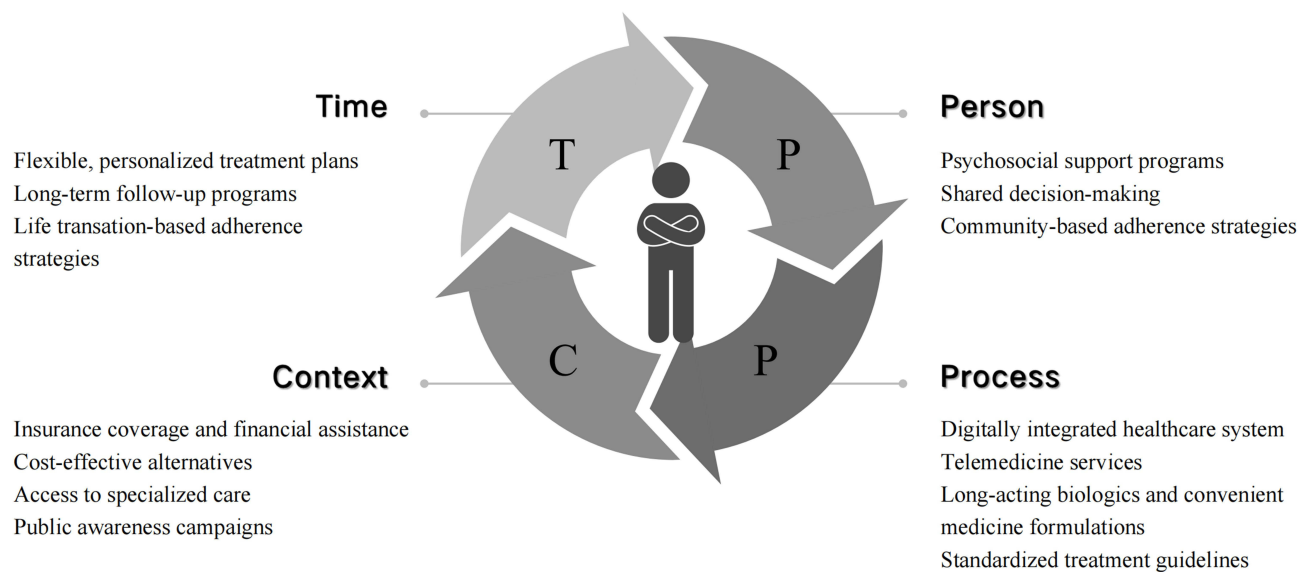 Time
Flexible, personalized treatment plans
Long-term follow-up programs
Life transation-based adherence
strategies
T
P
Person
Psychosocial support programs
Shared decision-making
Community-based adherence strategies
Context
Insurance coverage and financial assistance
Cost-effective alternatives
Access to specialized care
Public awareness campaigns
C
P
Process
Digitally integrated healthcare system
Telemedicine services
Long-acting biologics and convenient
medicine formulations
Standardized treatment guidelines